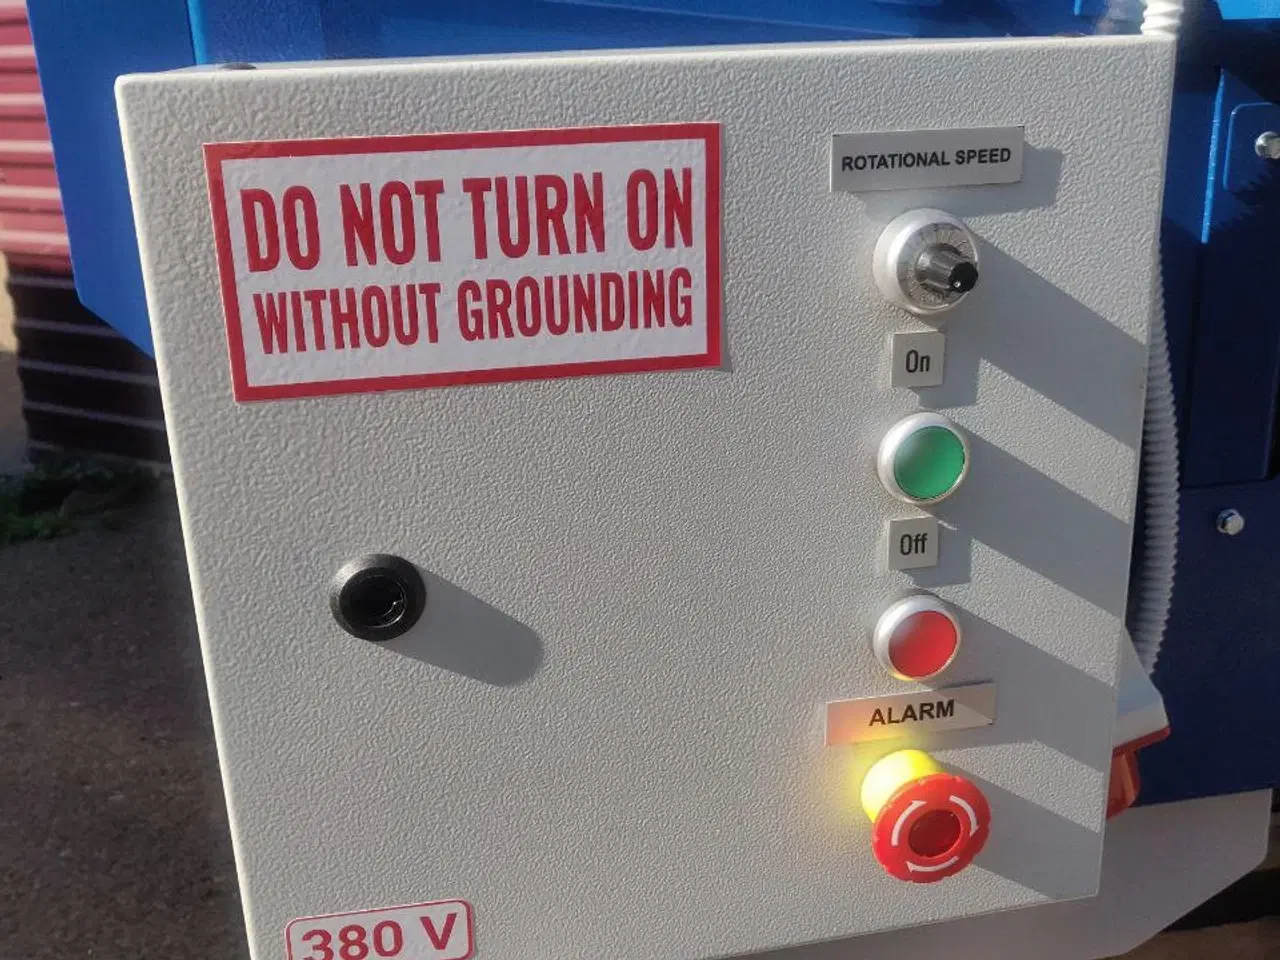 DO NOT TURN ON
WITHOUT GROUNDING
ROTATIONAL SPEED
On
Off
ALARM
380 V